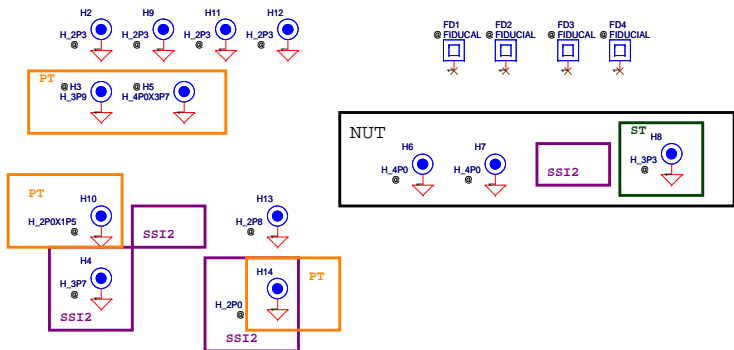 H2
H_2P3
@
H9
H_2P3
@
H11
H_2P3
@
H12
H_2P3
@
FD1
@ FIDUCAL
FD2
@ FIDUCIAL
FD3
@ FIDUCAL
FD4
@ FIDUCIAL
PT
@ H3
H_3P9
@ H5
H_4P0X3P7
NUT
H6
H_4P0
@
H7
H_4P0
@
SSI2
ST
H8
H_3P3
@
PT
H10
H_2P0X1P5
@
SSI2
H13
H_2P8
@
H4
H_3P7
@
SSI2
H14
H_2P0
@
PT
SSI2